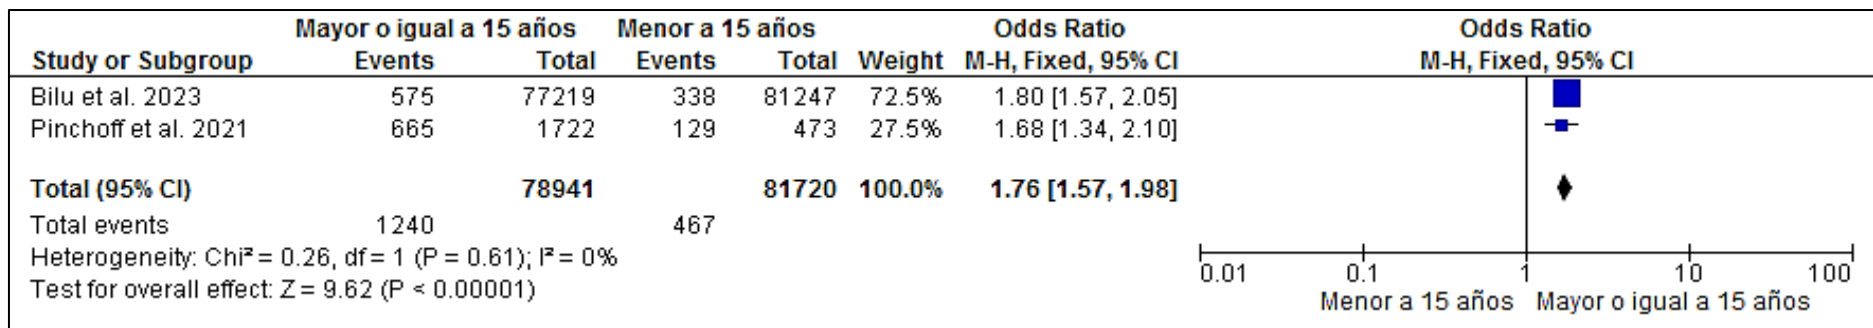 Mayor o igual a 15 años Menor a 15 años Odds Ratio Odds Ratio
Study or Subgroup Events Total Events Total Weight M-H, Fixed, 95% CI M-H, Fixed, 95% CI
Bilu et al. 2023 575 77219 338 81247 72.5% 1.80 [1.57, 2.05]
Pinchoff et al. 2021 665 1722 129 473 27.5% 1.68 [1.34, 2.10]
Total (95% CI) 78941 81720 100.0% 1.76 [1.57, 1.98]
Total events 1240 467
Heterogeneity: Chi² = 0.26, df = 1 (P = 0.61); I² = 0%
Test for overall effect: Z = 9.62 (P < 0.00001)
0.01 0.1 1 10 100
Menor a 15 años Mayor o igual a 15 años